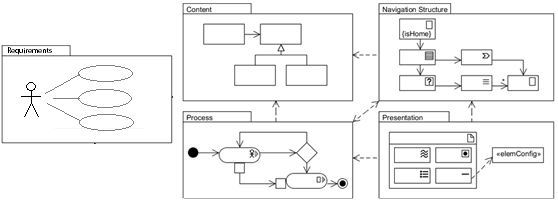 Content
Navigation Structure
{isHome}
Requirements
?
*
Process
Presentation
«elemConfig»